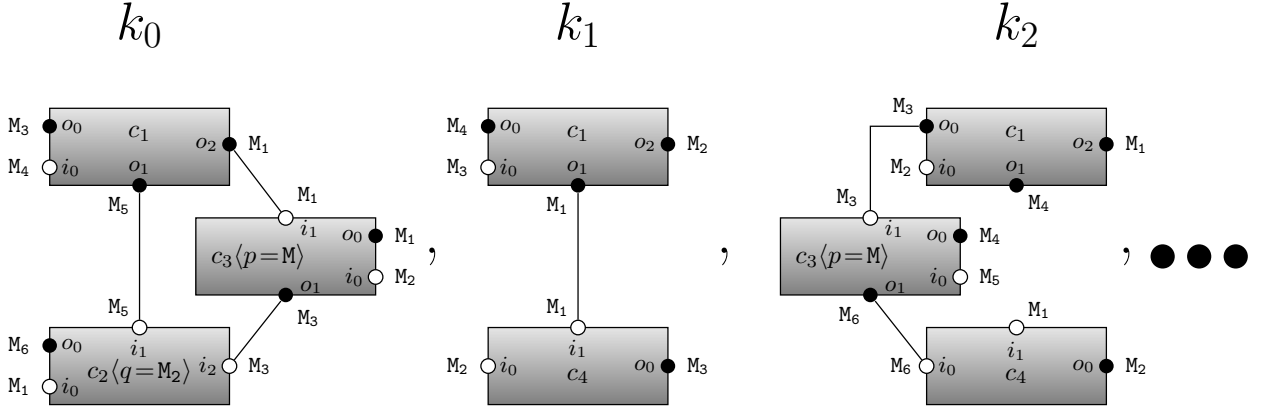 k₀ k₁ k₂
M₃ o₀ c₁ o₂ M₁
M₄ i₀ o₁
M₅
M₁
i₁
c₃⟨p=M⟩ o₀ M₁
i₀ M₂
o₁
M₃
M₅
i₁
M₆ o₀ c₂⟨q=M₂⟩ i₂ M₃
M₁ i₀
,
M₄ o₀ c₁ o₂ M₂
M₃ i₀ o₁
M₁
M₁
i₁
M₂ i₀ c₄ o₀ M₃
,
M₃
o₀ c₁ o₂ M₁
M₂ i₀ o₁
M₄
M₃
i₁
c₃⟨p=M⟩ o₀ M₄
i₀ M₅
o₁
M₆
M₁
i₁
M₆ i₀ c₄ o₀ M₂
, ●●●